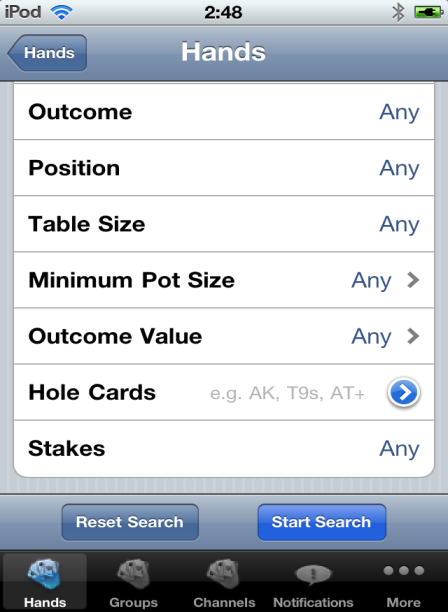 iPod 2:48
Hands Hands
Outcome Any
Position Any
Table Size Any
Minimum Pot Size Any
Outcome Value Any
Hole Cards e.g. AK, T9s, AT+
Stakes Any
Reset Search Start Search
Hands Groups Channels Notifications More